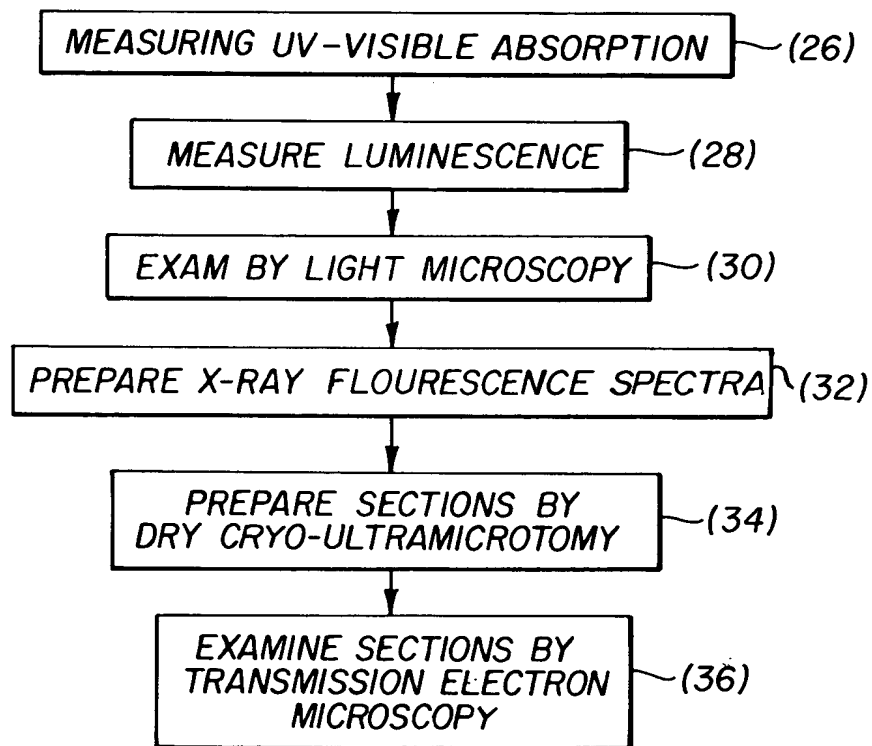 MEASURING UV-VISIBLE ABSORPTION (26)
MEASURE LUMINESCENCE (28)
EXAM BY LIGHT MICROSCOPY (30)
PREPARE X-RAY FLOURESCENCE SPECTRA (32)
PREPARE SECTIONS BY
DRY CRYO-ULTRAMICROTOMY (34)
EXAMINE SECTIONS BY
TRANSMISSION ELECTRON (36)
MICROSCOPY